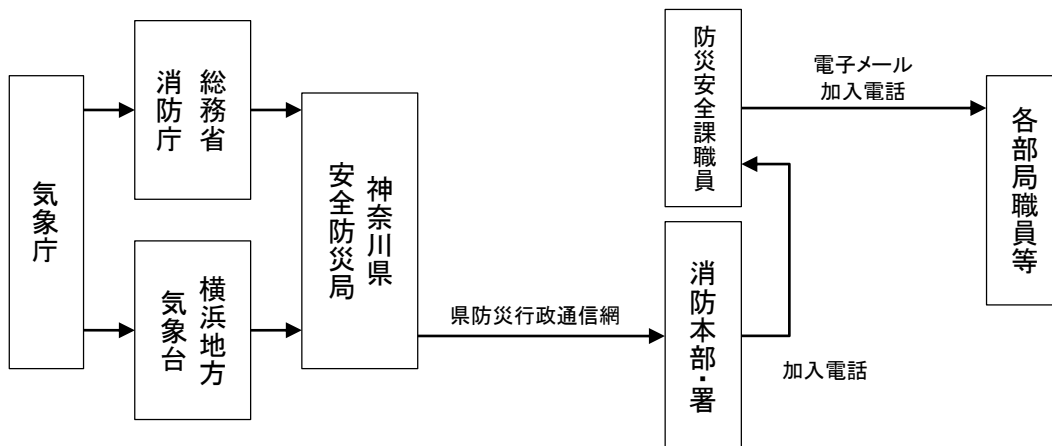 気象庁
総務省
消防庁
横浜地方
気象台
神奈川県
安全防災局
県防災行政通信網
消防本部・署
加入電話
防災安全課職員
電子メール
加入電話
各部局職員等